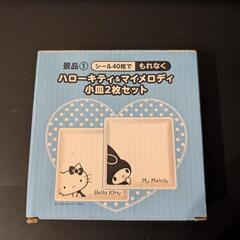 景品① シール40枚で もれなく
ハローキティ&マイメロディ
小皿2枚セット
Hello Kitty
My Melody